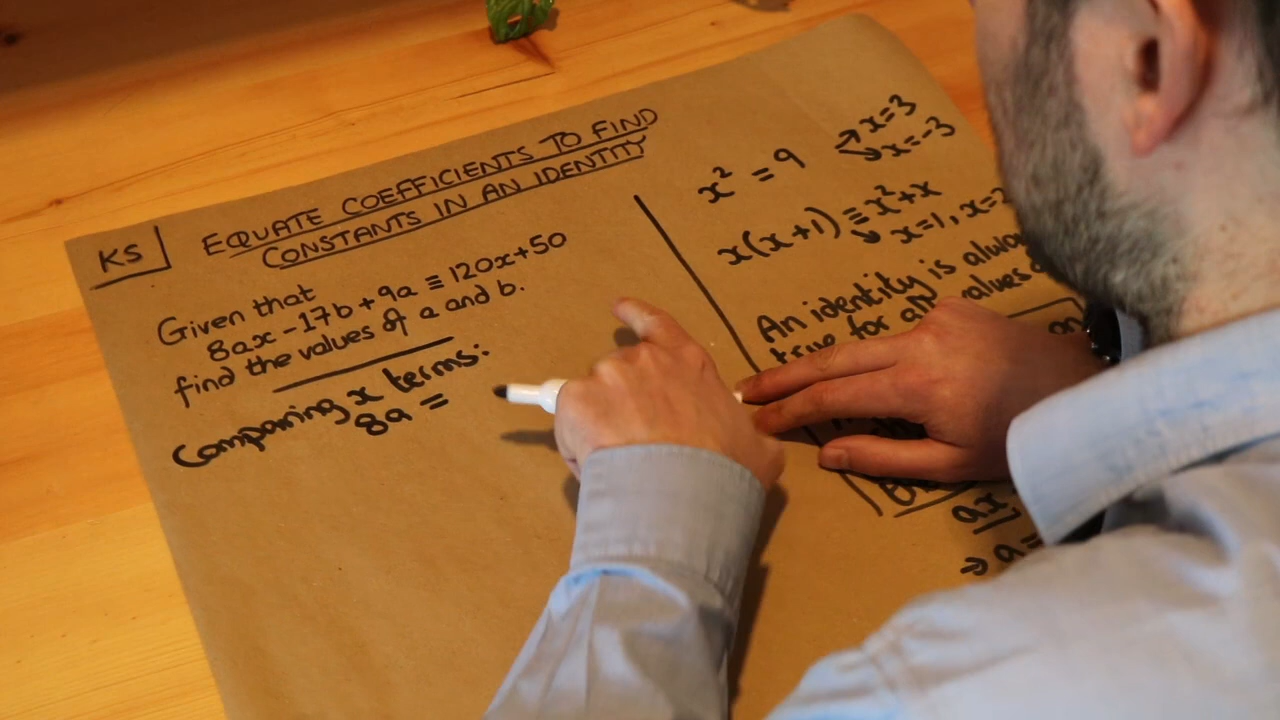 KS
EQUATE COEFFICIENTS TO FIND
CONSTANTS IN AN IDENTITY
Given that
8ax - 17b + 9a ≡ 120x + 50
find the values of a and b.
Comparing x terms:
8a =
x² = 9
→ x = 3
↘ x = -3
x(x+1) ≡ x² + x
↘ x = 1, x = 2
An identity is always
true for all values
ax
→ a =